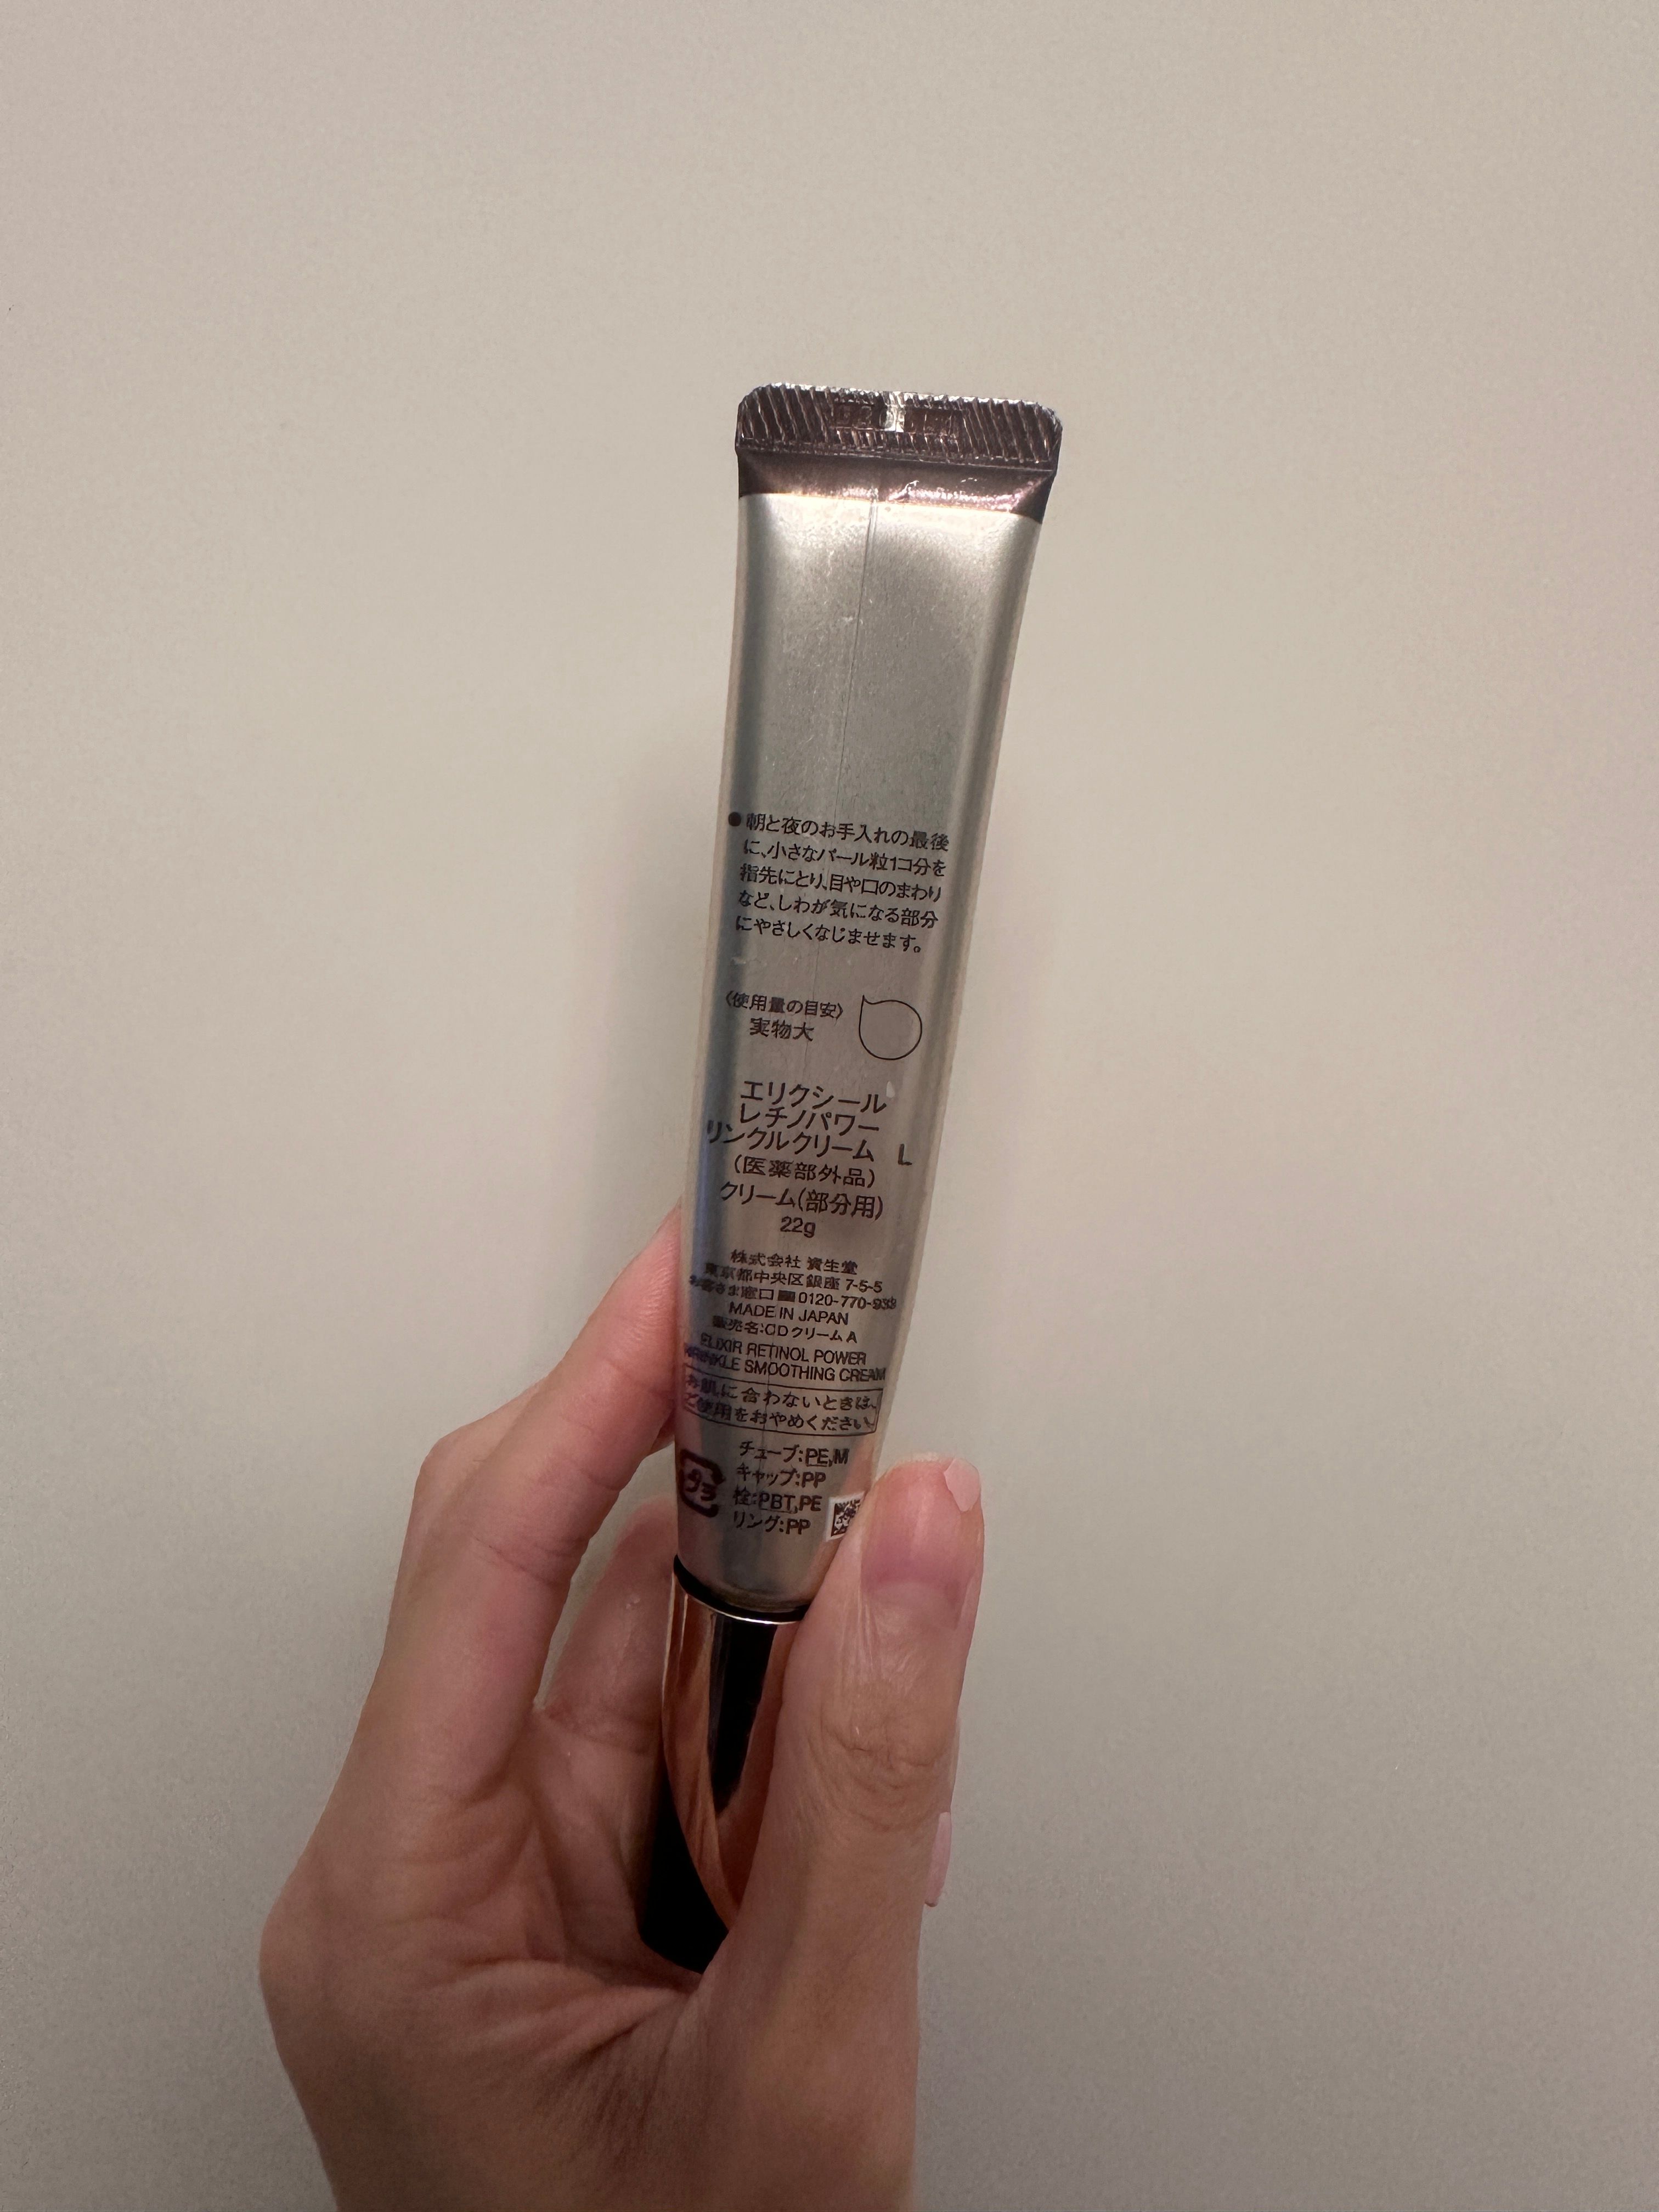 ●朝と夜のお手入れの最後
に、小さなパール粒1コ分を
指先にとり、目や口のまわり
など、しわが気になる部分
にやさしくなじませます。
〈使用量の目安〉
実物大
エリクシール
レチノパワー
リンクルクリーム L
(医薬部外品)
クリーム(部分用)
22g
株式会社 資生堂
東京都中央区銀座 7-5-5
お客さま窓口 0120-770-933
MADE IN JAPAN
販売名:CDクリームA
ELIXIR RETINOL POWER
WRINKLE SMOOTHING CREAM
お肌に合わないときは、
ご使用をおやめください。
チューブ:PE,M
キャップ:PP
栓:PBT,PE
リング:PP
プラ